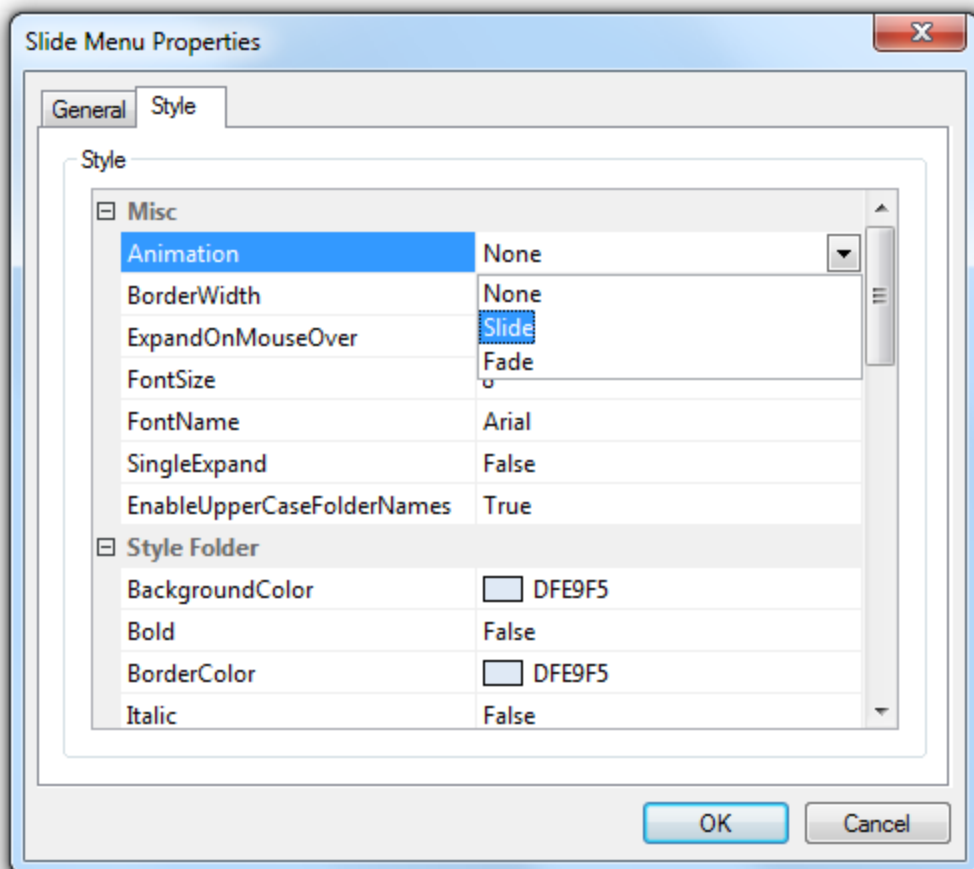 Slide Menu Properties
General Style
Style
Misc
Animation None
None
BorderWidth
Slide
ExpandOnMouseOver
Fade
FontSize
FontName Arial
SingleExpand False
EnableUpperCaseFolderNames True
Style Folder
BackgroundColor DFE9F5
Bold False
BorderColor DFE9F5
Italic False
OK Cancel